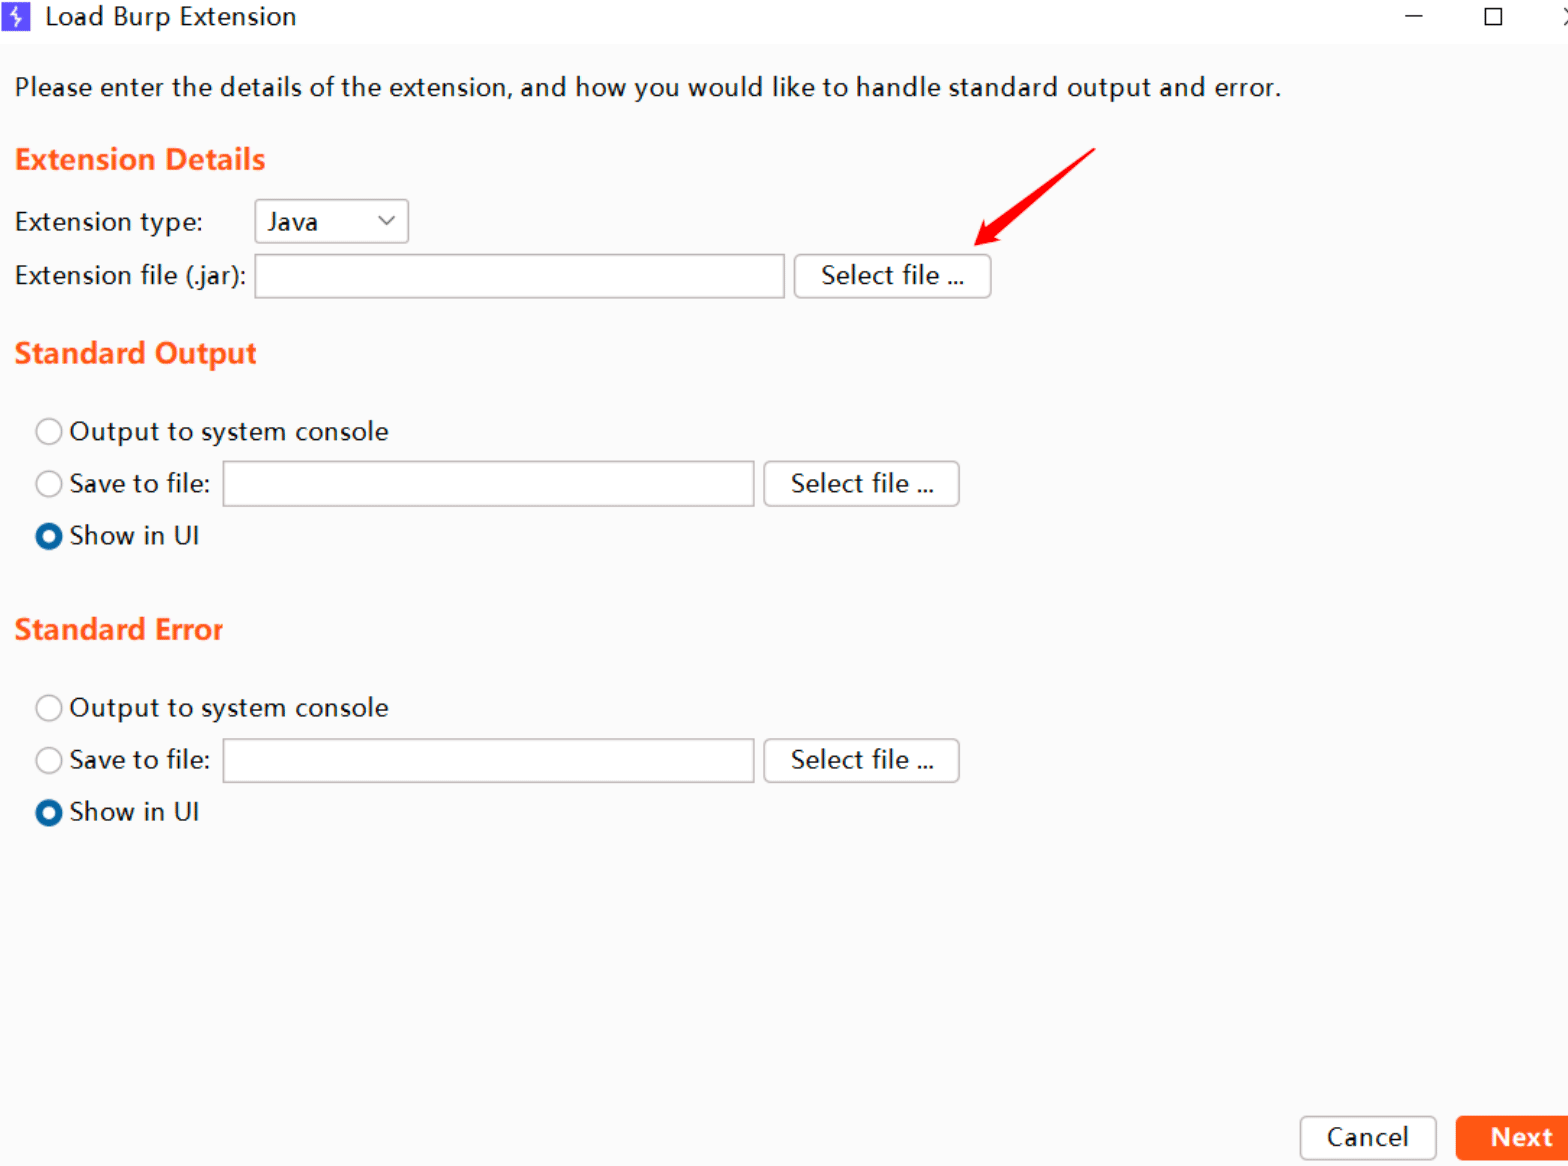 Load Burp Extension
Please enter the details of the extension, and how you would like to handle standard output and error.
Extension Details
Extension type: Java
Extension file (.jar): Select file ...
Standard Output
Output to system console
Save to file: Select file ...
Show in UI
Standard Error
Output to system console
Save to file: Select file ...
Show in UI
Cancel Next